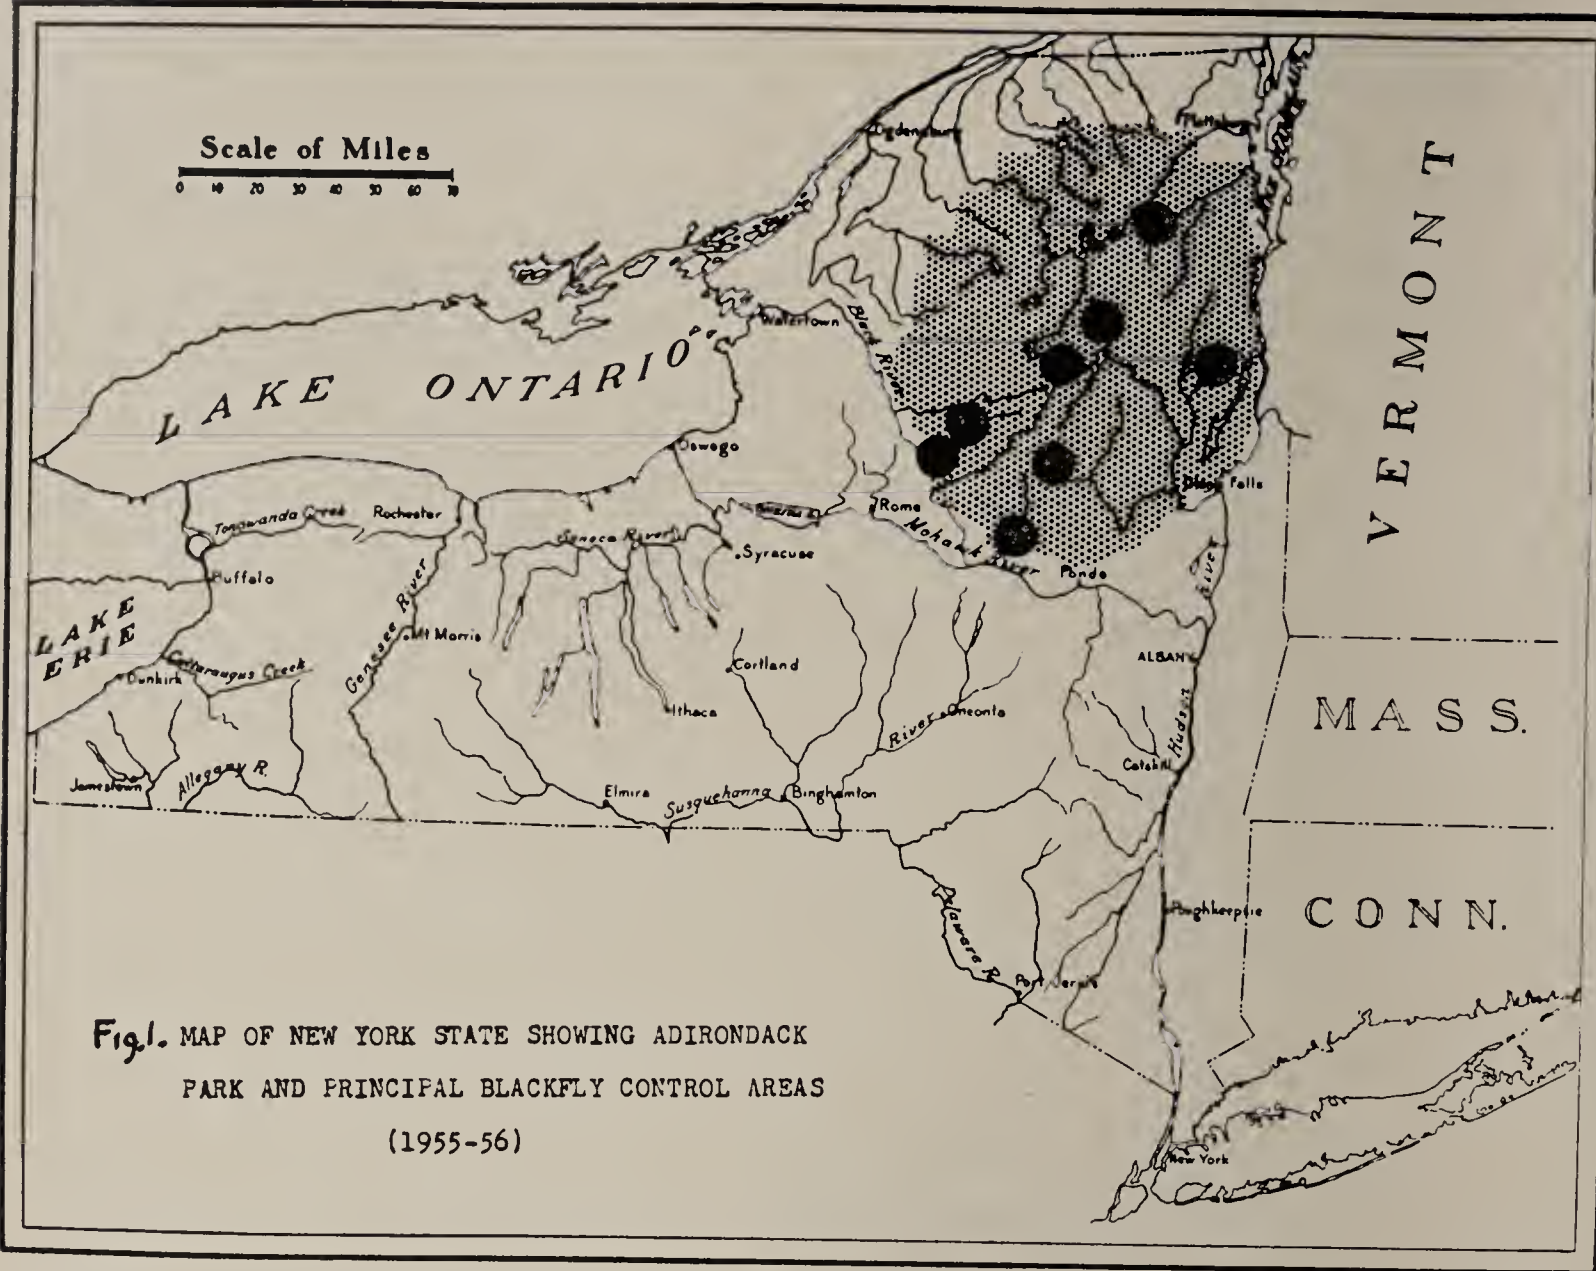 Scale of Miles
0 10 20 30 40 50 60 70
Ogdensburg
Watertown
Black River
LAKE ONTARIO
Oswego
Rome
Mohawk River
Falls
Fonda
Tonawanda Creek
Rochester
Seneca River
Syracuse
Buffalo
LAKE
ERIE
Genesee River
Mt Morris
Cattaraugus Creek
Dunkirk
Cortland
Ithaca
River
Oneonta
ALBANY
Hudson
River
Catskill
Jamestown
Allegany R.
Elmira
Susquehanna
Binghamton
Delaware R.
Port Jervis
Poughkeepsie
New York
VERMONT
MASS.
CONN.
Fig.1. MAP OF NEW YORK STATE SHOWING ADIRONDACK
PARK AND PRINCIPAL BLACKFLY CONTROL AREAS
(1955-56)